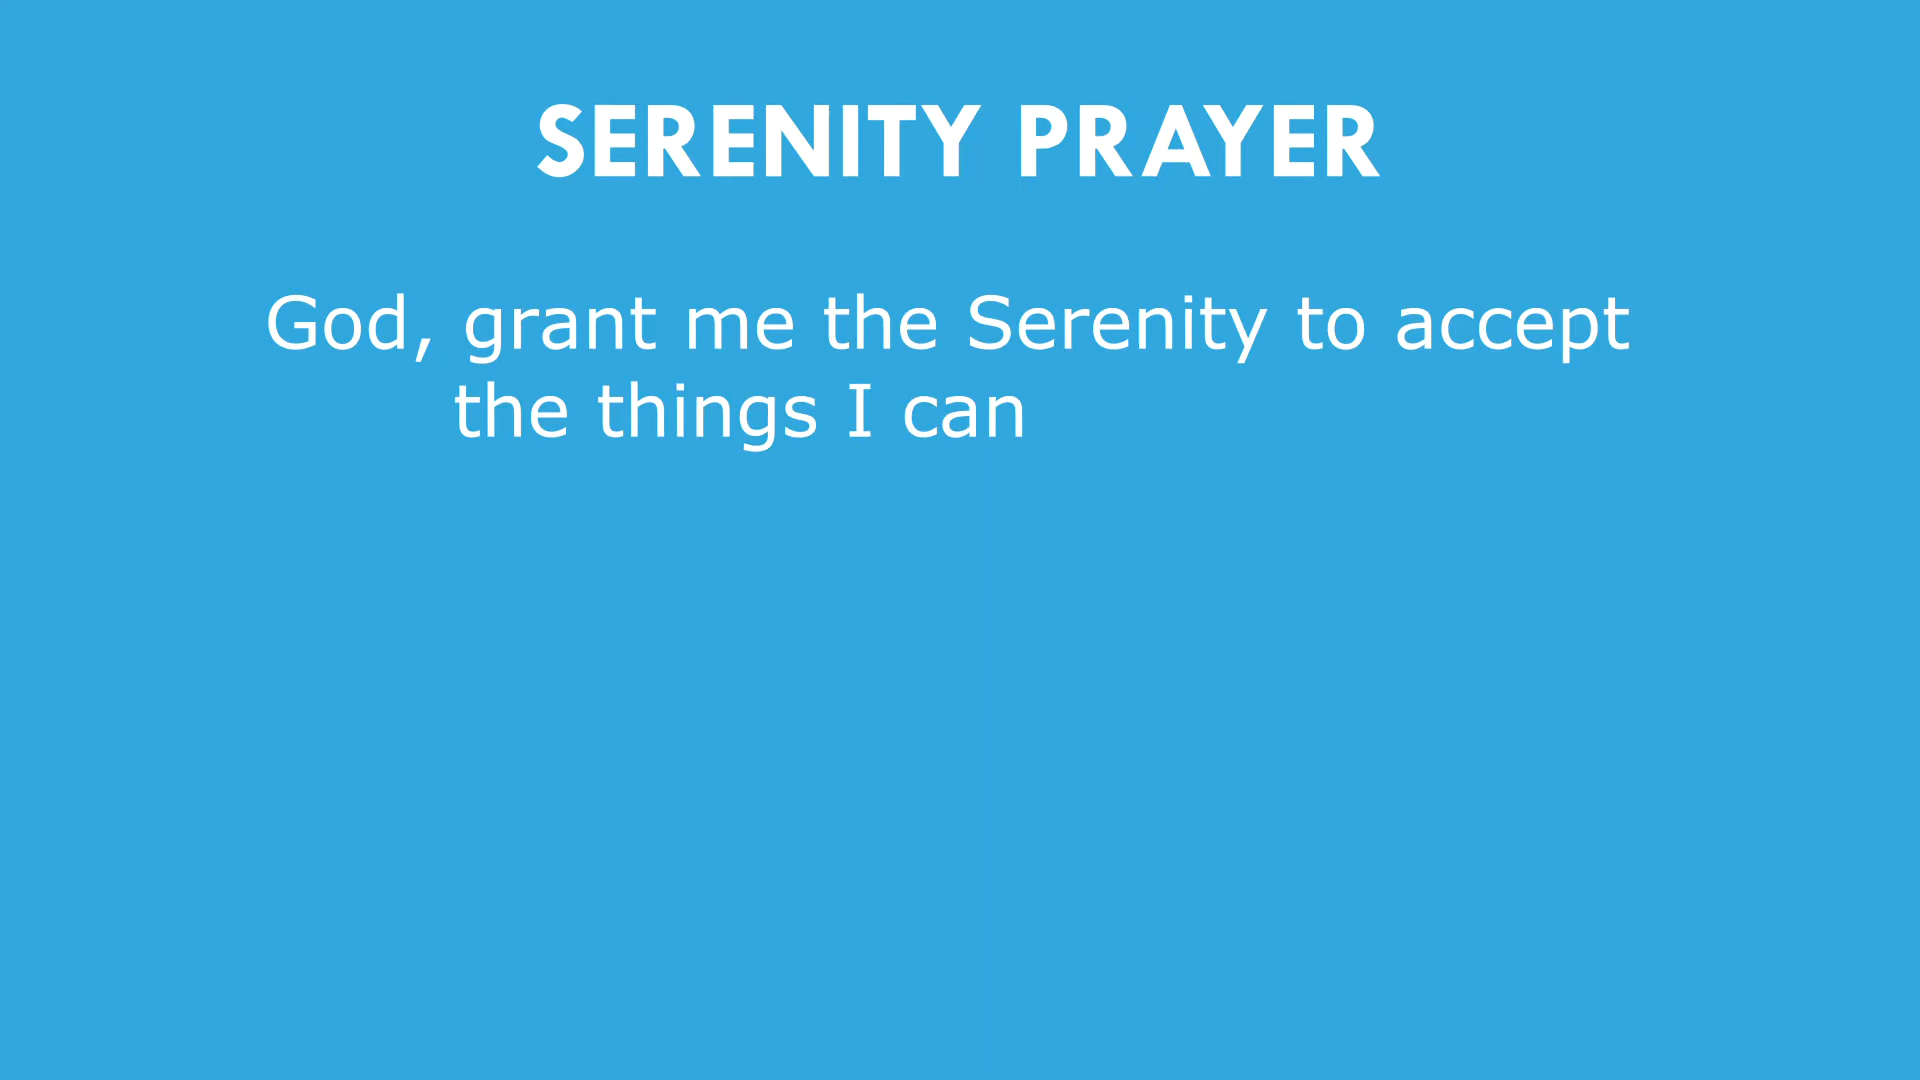 SERENITY PRAYER
God, grant me the Serenity to accept
the things I can